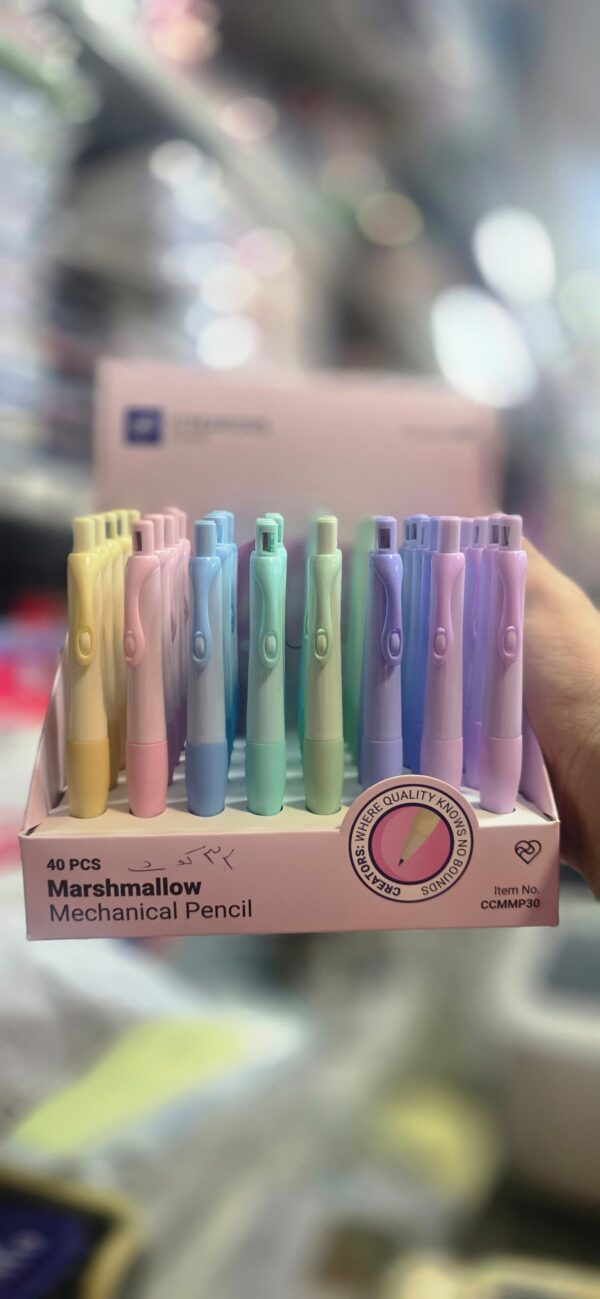 40 PCS
Marshmallow
Mechanical Pencil
CREATORS: WHERE QUALITY KNOWS NO BOUNDS
Item No.
CCMMP30